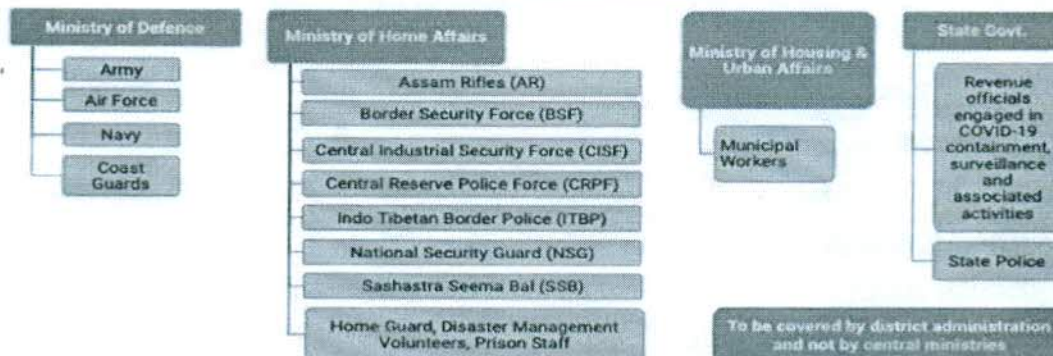 Ministry of Defence
Army
Air Force
Navy
Coast
Guards
Ministry of Home Affairs
Assam Rifles (AR)
Border Security Force (BSF)
Central Industrial Security Force (CISF)
Central Reserve Police Force (CRPF)
Indo Tibetan Border Police (ITBP)
National Security Guard (NSG)
Sashastra Seema Bal (SSB)
Home Guard, Disaster Management
Volunteers, Prison Staff
Ministry of Housing &
Urban Affairs
Municipal
Workers
State Govt.
Revenue
officials
engaged in
COVID-19
containment,
surveillance
and
associated
activities
State Police
To be covered by district administration
and not by central ministries